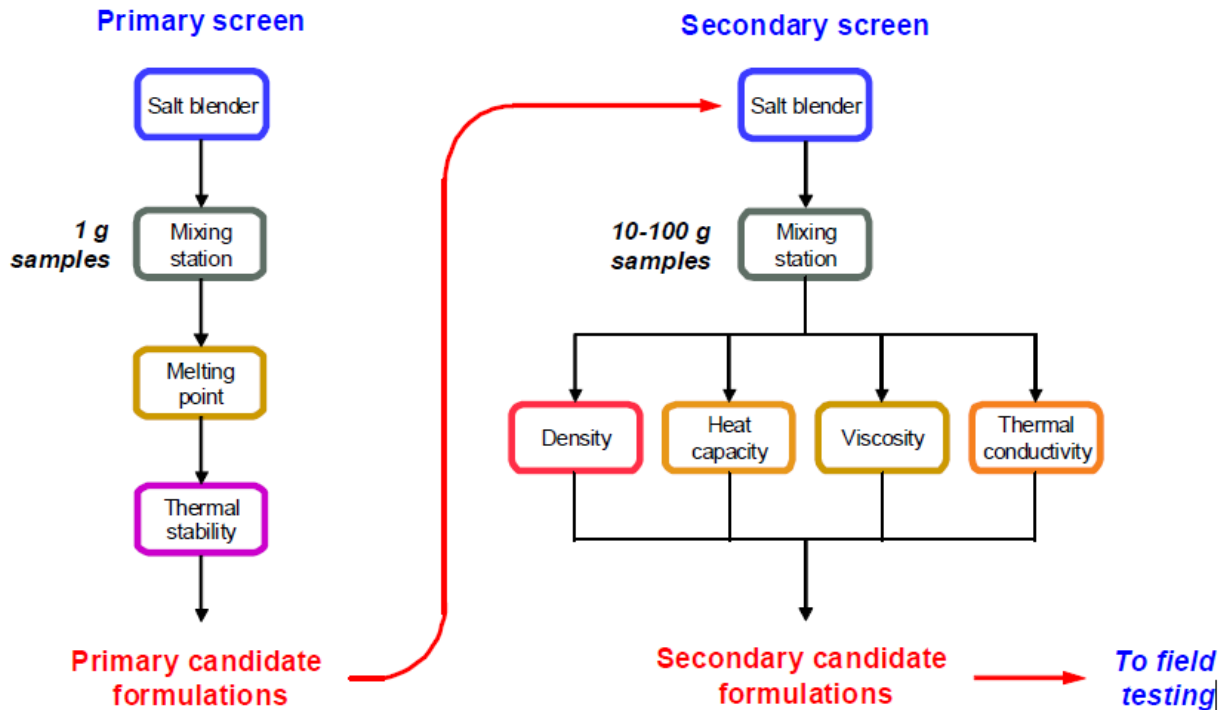 Primary screen
Salt blender
1 g
samples
Mixing
station
Melting
point
Thermal
stability
Primary candidate
formulations
Secondary screen
Salt blender
10-100 g
samples
Mixing
station
Density
Heat
capacity
Viscosity
Thermal
conductivity
Secondary candidate
formulations
To field
testing